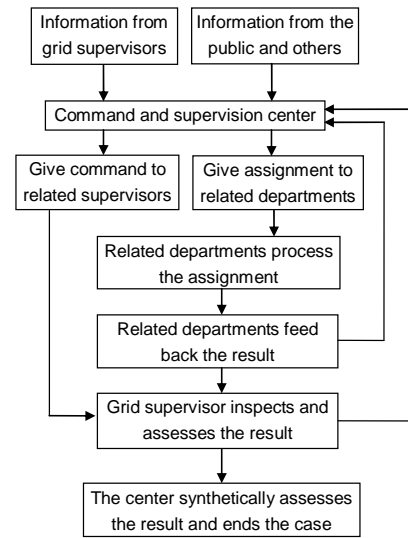 Information from
grid supervisors
Information from the
public and others
Command and supervision center
Give command to
related supervisors
Give assignment to
related departments
Related departments process
the assignment
Related departments feed
back the result
Grid supervisor inspects and
assesses the result
The center synthetically assesses
the result and ends the case